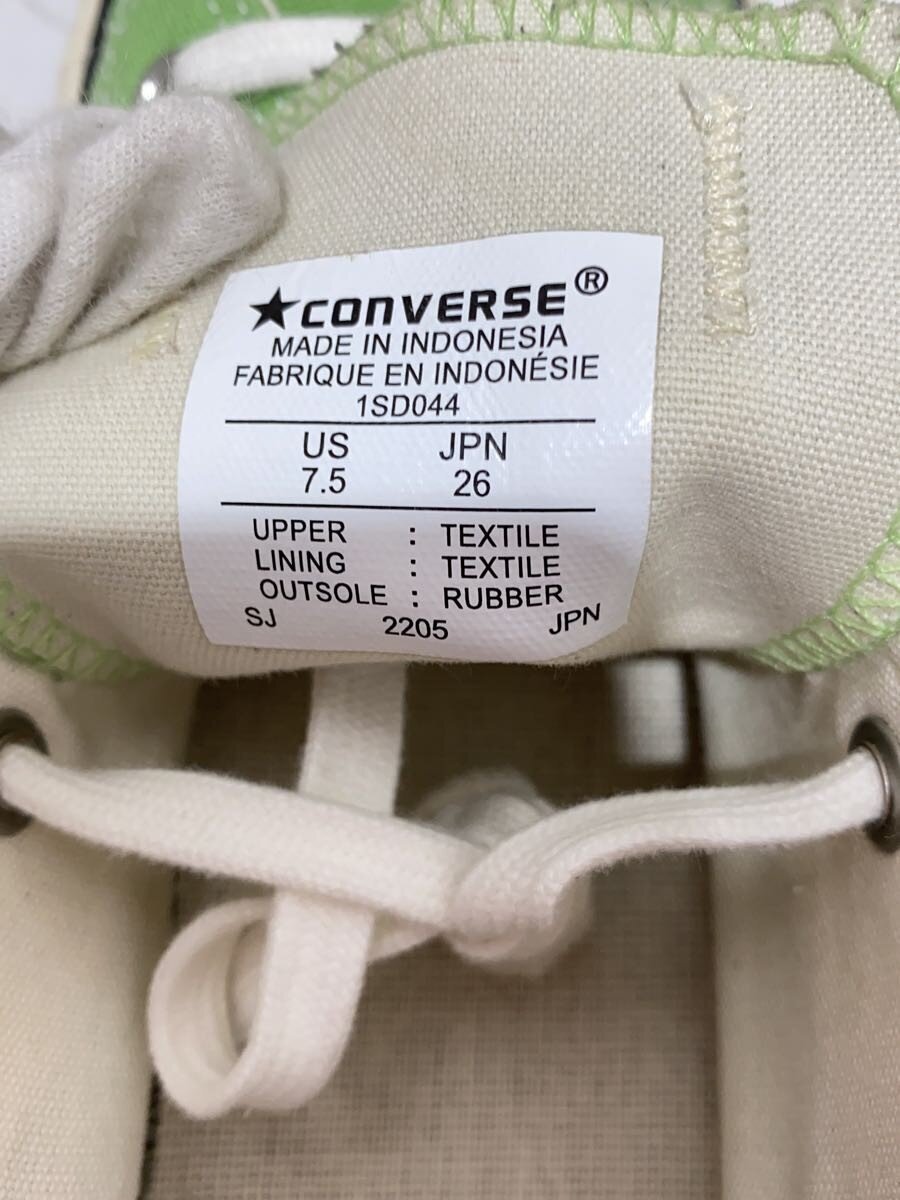 ★CONVERSE®
MADE IN INDONESIA
FABRIQUE EN INDONÉSIE
1SD044
US JPN
7.5 26
UPPER : TEXTILE
LINING : TEXTILE
OUTSOLE : RUBBER
SJ 2205 JPN